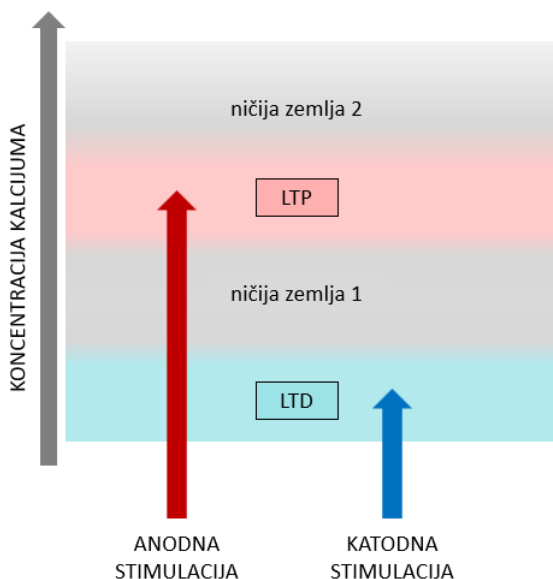 ničija zemlja 2
LTP
ničija zemlja 1
LTD
KONCENTRACIJA KALCIJUMA
ANODNA
STIMULACIJA
KATODNA
STIMULACIJA